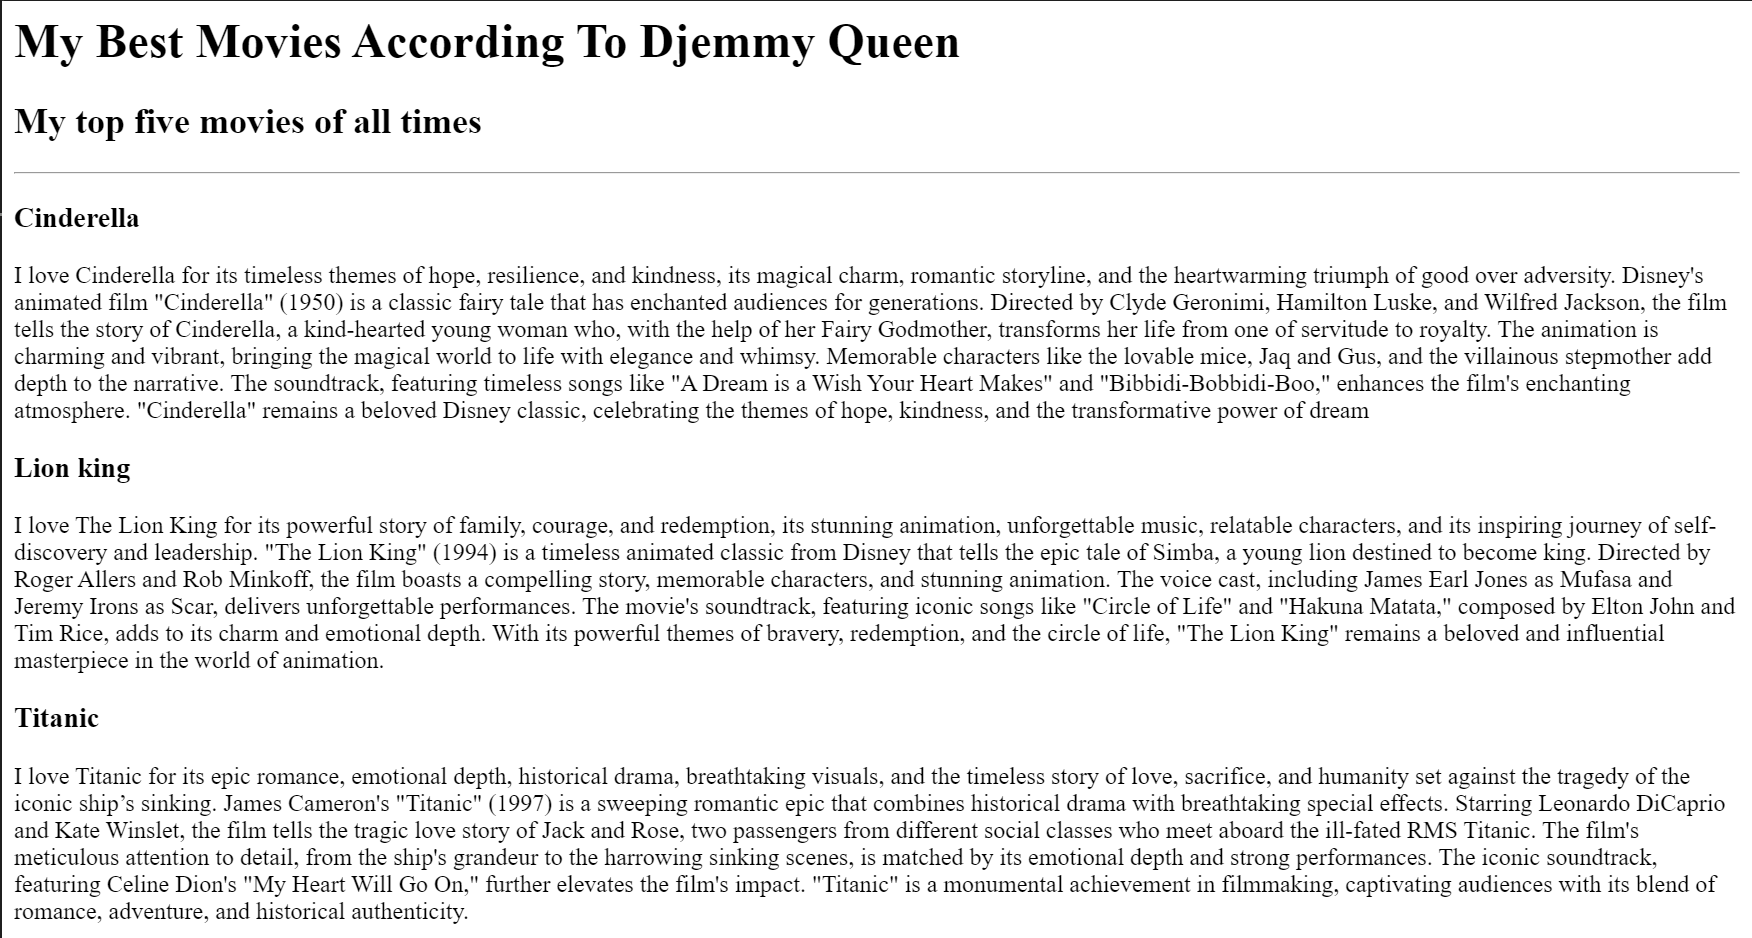 My Best Movies According To Djemmy Queen
My top five movies of all times
Cinderella
I love Cinderella for its timeless themes of hope, resilience, and kindness, its magical charm, romantic storyline, and the heartwarming triumph of good over adversity. Disney's
animated film "Cinderella" (1950) is a classic fairy tale that has enchanted audiences for generations. Directed by Clyde Geronimi, Hamilton Luske, and Wilfred Jackson, the film
tells the story of Cinderella, a kind-hearted young woman who, with the help of her Fairy Godmother, transforms her life from one of servitude to royalty. The animation is
charming and vibrant, bringing the magical world to life with elegance and whimsy. Memorable characters like the lovable mice, Jaq and Gus, and the villainous stepmother add
depth to the narrative. The soundtrack, featuring timeless songs like "A Dream is a Wish Your Heart Makes" and "Bibbidi-Bobbidi-Boo," enhances the film's enchanting
atmosphere. "Cinderella" remains a beloved Disney classic, celebrating the themes of hope, kindness, and the transformative power of dream
Lion king
I love The Lion King for its powerful story of family, courage, and redemption, its stunning animation, unforgettable music, relatable characters, and its inspiring journey of self-
discovery and leadership. "The Lion King" (1994) is a timeless animated classic from Disney that tells the epic tale of Simba, a young lion destined to become king. Directed by
Roger Allers and Rob Minkoff, the film boasts a compelling story, memorable characters, and stunning animation. The voice cast, including James Earl Jones as Mufasa and
Jeremy Irons as Scar, delivers unforgettable performances. The movie's soundtrack, featuring iconic songs like "Circle of Life" and "Hakuna Matata," composed by Elton John and
Tim Rice, adds to its charm and emotional depth. With its powerful themes of bravery, redemption, and the circle of life, "The Lion King" remains a beloved and influential
masterpiece in the world of animation.
Titanic
I love Titanic for its epic romance, emotional depth, historical drama, breathtaking visuals, and the timeless story of love, sacrifice, and humanity set against the tragedy of the
iconic ship’s sinking. James Cameron's "Titanic" (1997) is a sweeping romantic epic that combines historical drama with breathtaking special effects. Starring Leonardo DiCaprio
and Kate Winslet, the film tells the tragic love story of Jack and Rose, two passengers from different social classes who meet aboard the ill-fated RMS Titanic. The film's
meticulous attention to detail, from the ship's grandeur to the harrowing sinking scenes, is matched by its emotional depth and strong performances. The iconic soundtrack,
featuring Celine Dion's "My Heart Will Go On," further elevates the film's impact. "Titanic" is a monumental achievement in filmmaking, captivating audiences with its blend of
romance, adventure, and historical authenticity.